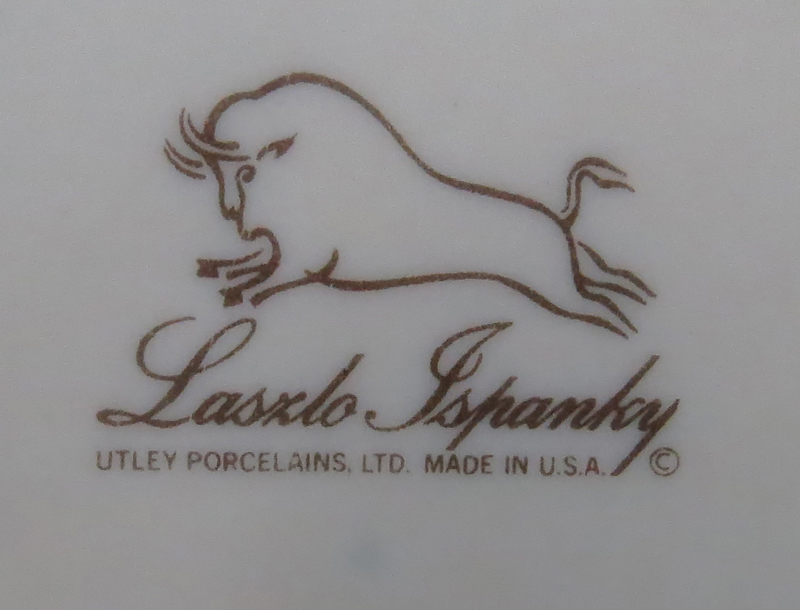 Laszlo Ispanky
UTLEY PORCELAINS, LTD. MADE IN U.S.A. ©